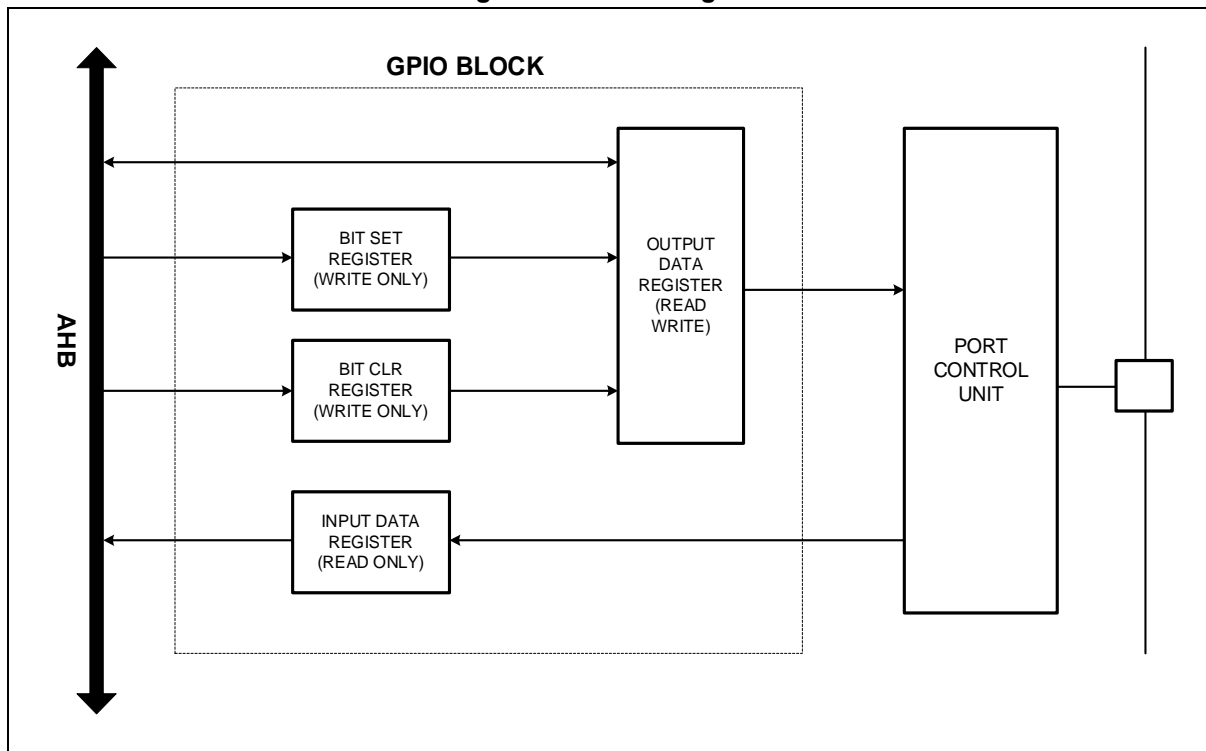 GPIO BLOCK
AHB
BIT SET
REGISTER
(WRITE ONLY)
BIT CLR
REGISTER
(WRITE ONLY)
INPUT DATA
REGISTER
(READ ONLY)
OUTPUT
DATA
REGISTER
(READ
WRITE)
PORT
CONTROL
UNIT